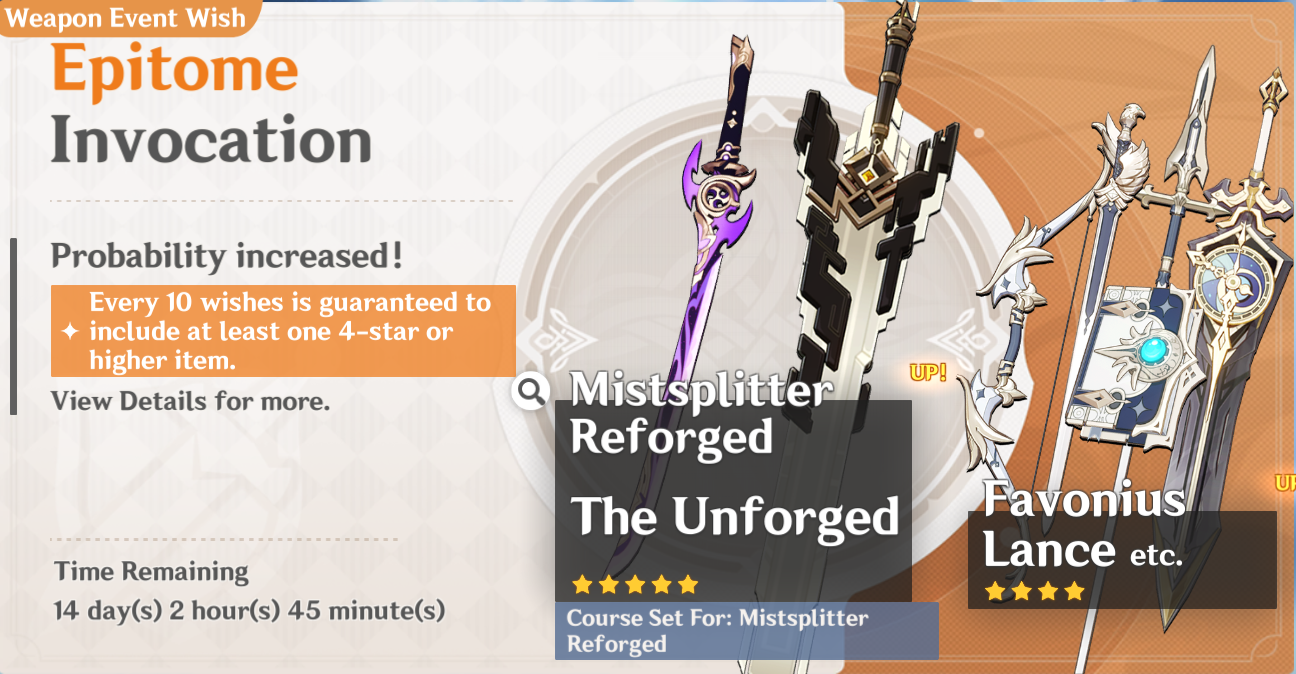 Weapon Event Wish
Epitome
Invocation
Probability increased!
Every 10 wishes is guaranteed to
include at least one 4-star or
higher item.
View Details for more.
Time Remaining
14 day(s) 2 hour(s) 45 minute(s)
Mistsplitter
Reforged
The Unforged
Course Set For: Mistsplitter
Reforged
UP!
Favonius
Lance etc.